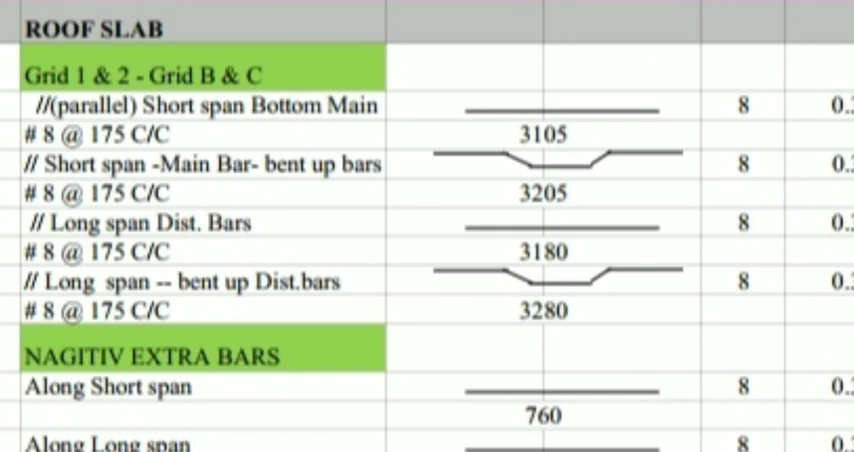 ROOF SLAB
Grid 1 & 2 - Grid B & C
//(parallel) Short span Bottom Main 8
# 8 @ 175 C/C 3105
// Short span -Main Bar- bent up bars 8
# 8 @ 175 C/C 3205
// Long span Dist. Bars 8
# 8 @ 175 C/C 3180
// Long span -- bent up Dist.bars 8
# 8 @ 175 C/C 3280
NAGITIV EXTRA BARS
Along Short span 8
760
Along Long span 8